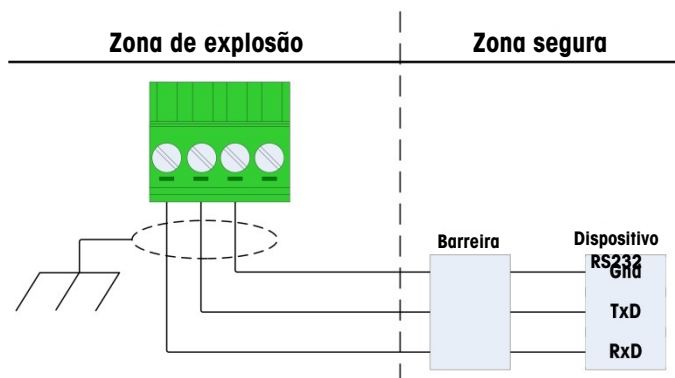 Zona de explosão
Zona segura
Barreira
Dispositivo
RS232
Gnd
TxD
RxD